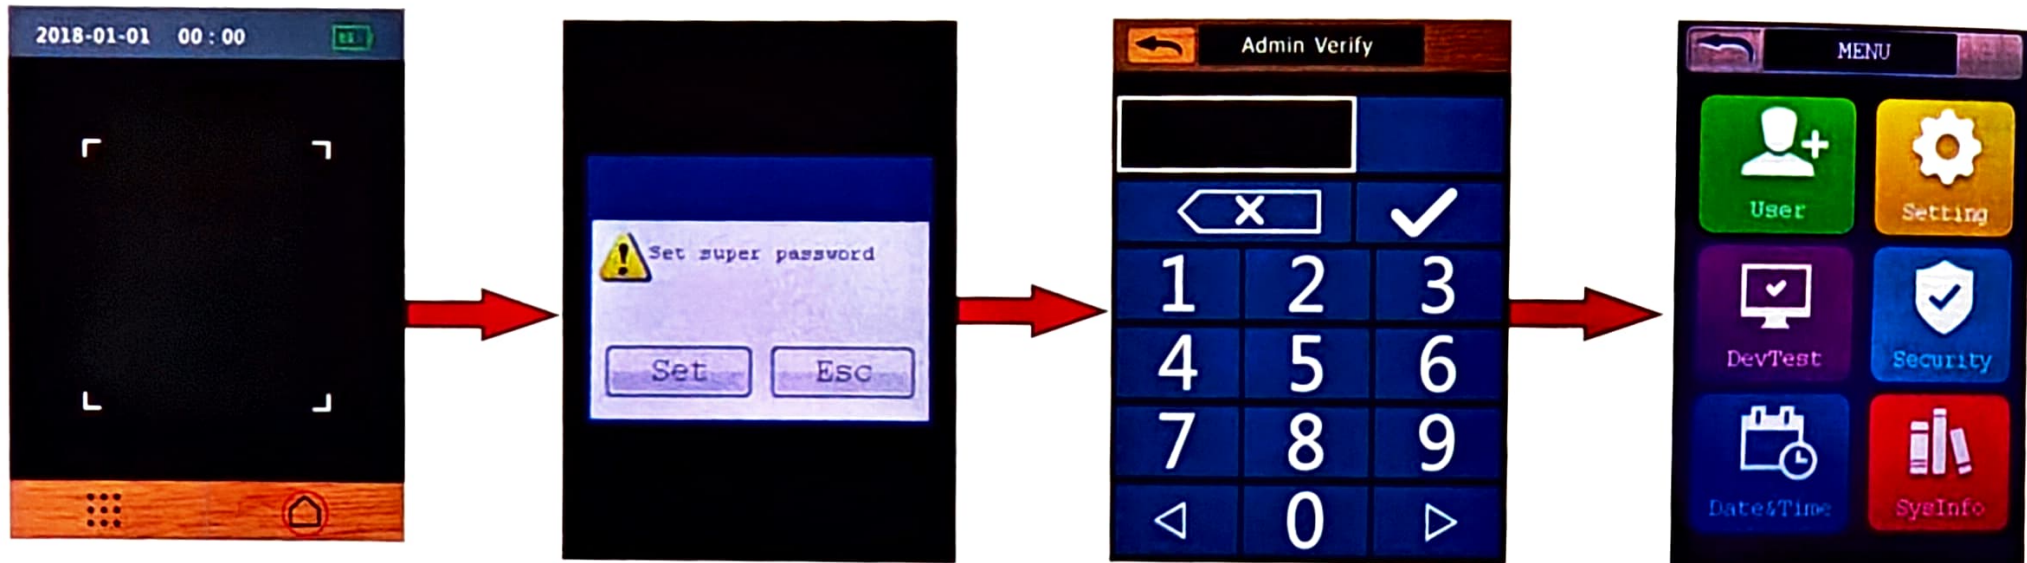 2018-01-01 00:00
Set super password
Set Esc
Admin Verify
1 2 3
4 5 6
7 8 9
0
MENU
User Setting
DevTest Security
Date&Time SysInfo